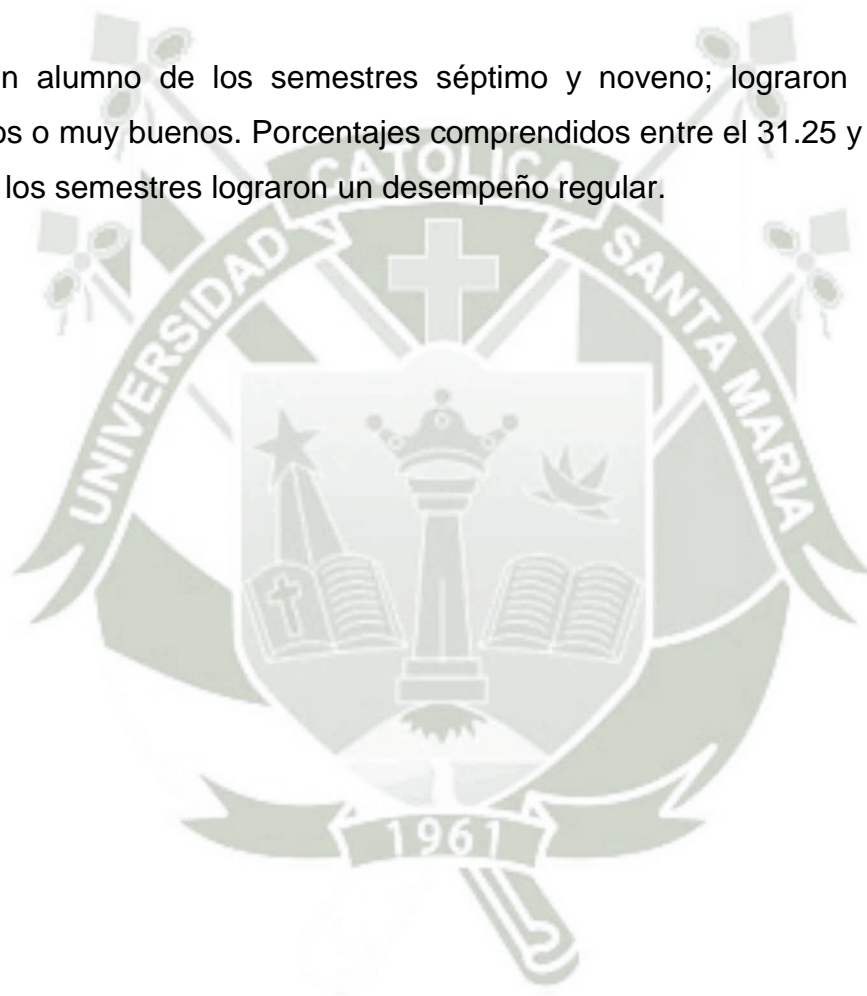 n alumno de los semestres séptimo y noveno; lograron
os o muy buenos. Porcentajes comprendidos entre el 31.25 y
los semestres lograron un desempeño regular.
UNIVERSIDAD CATOLICA SANTA MARIA
1961